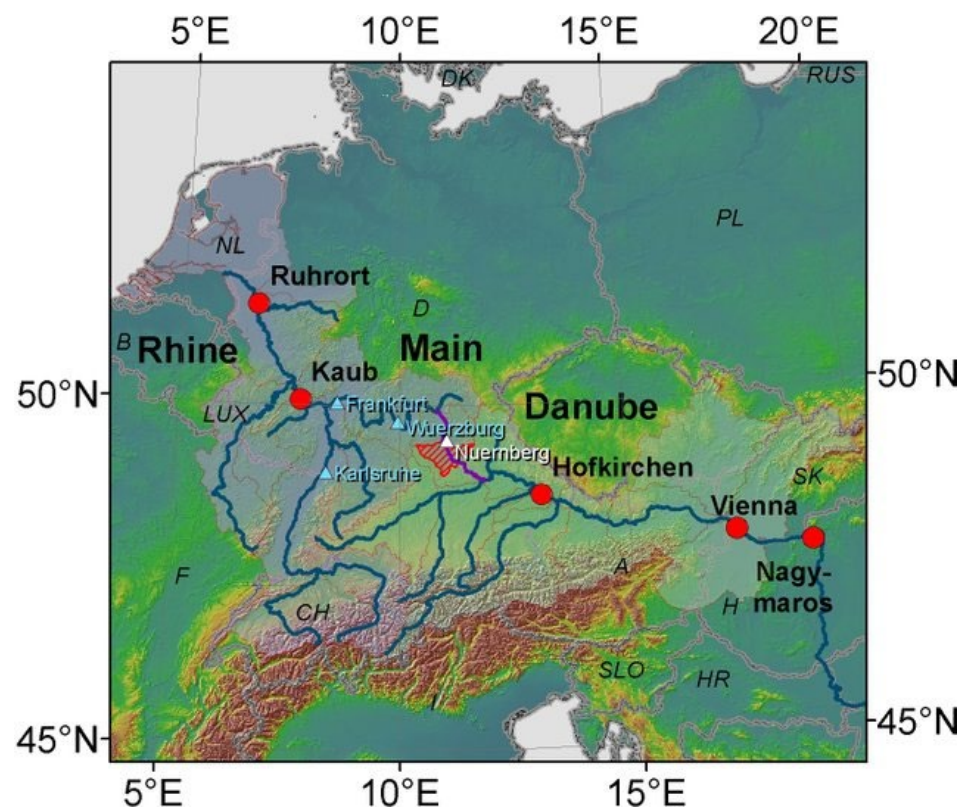 5°E 10°E 15°E 20°E
DK
RUS
PL
NL
Ruhrort
D
B
Rhine
Main
Kaub
50°N
50°N
Frankfurt
Danube
LUX
Wuerzburg
Nuernberg
Karlsruhe
Hofkirchen
SK
Vienna
F
A
Nagy-
maros
CH
H
SLO
HR
I
45°N
45°N
5°E 10°E 15°E